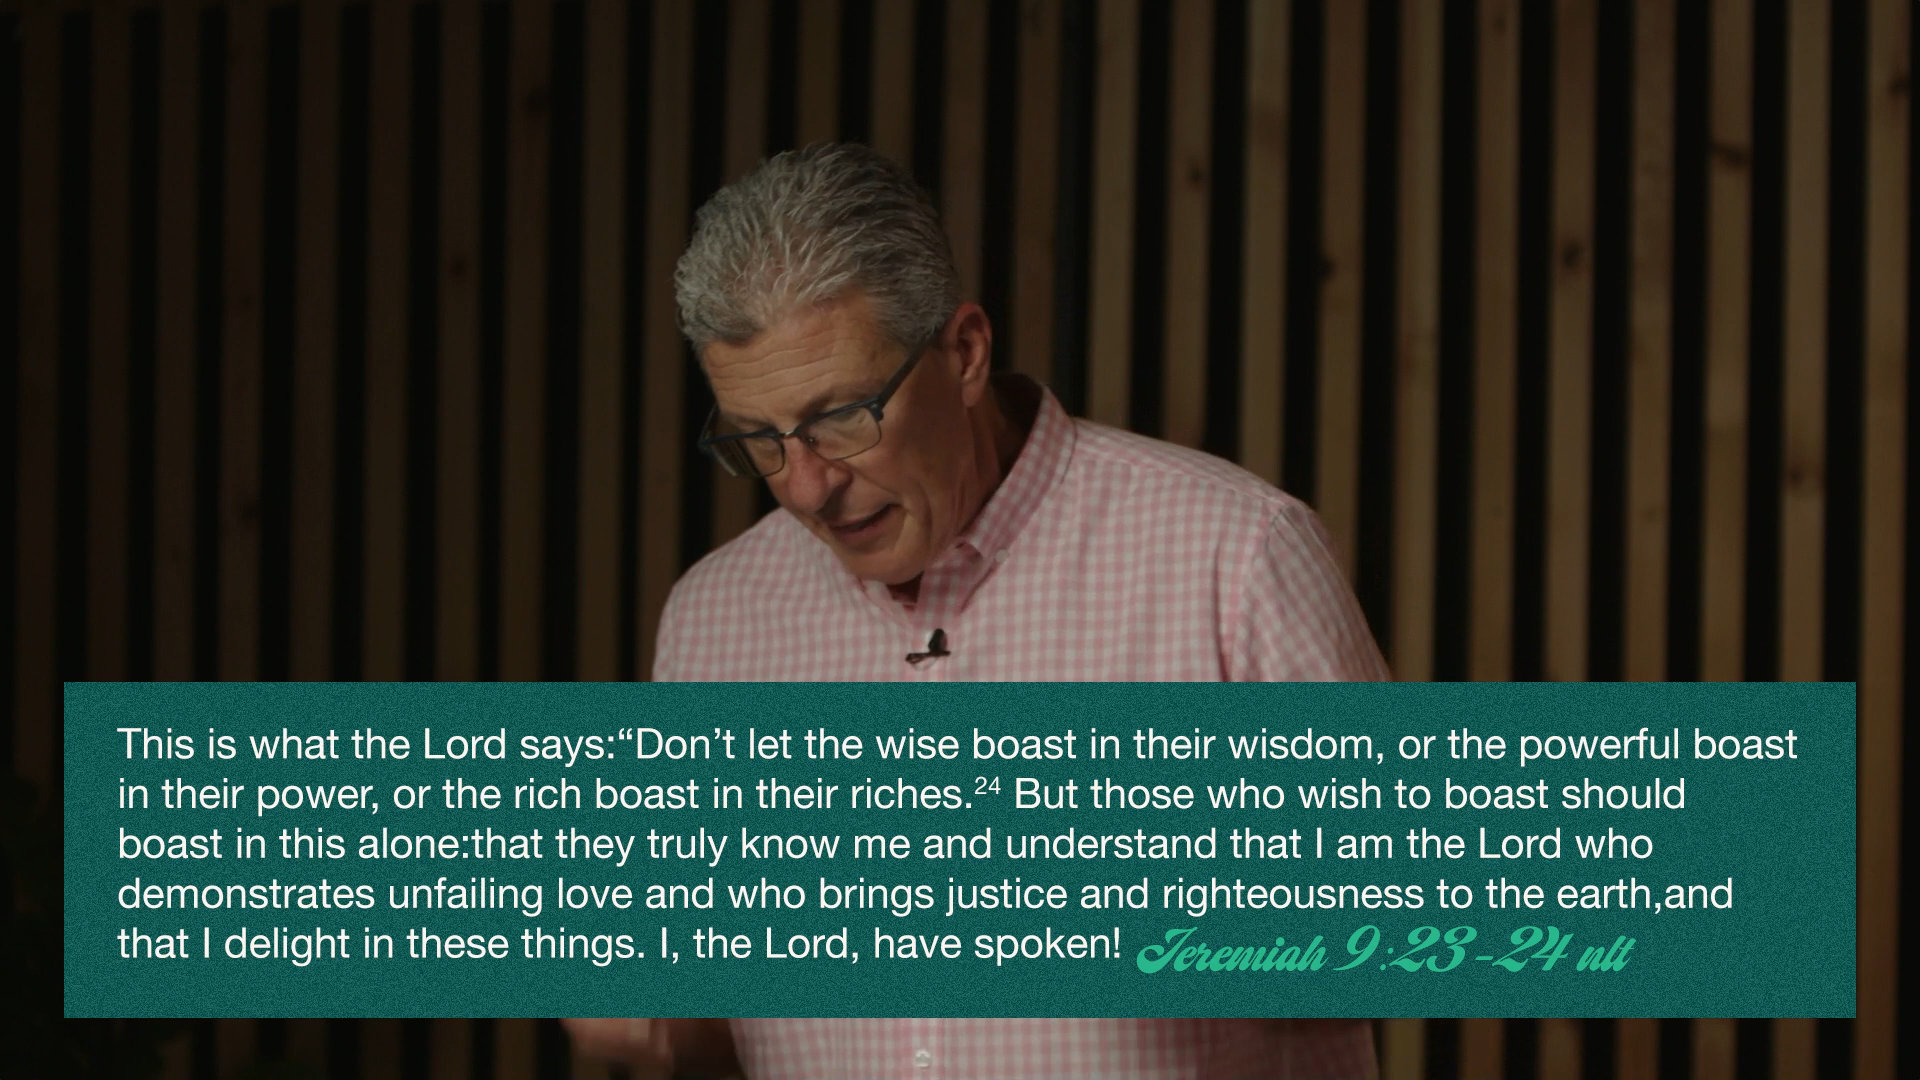 This is what the Lord says:“Don’t let the wise boast in their wisdom, or the powerful boast
in their power, or the rich boast in their riches.²⁴ But those who wish to boast should
boast in this alone:that they truly know me and understand that I am the Lord who
demonstrates unfailing love and who brings justice and righteousness to the earth,and
that I delight in these things. I, the Lord, have spoken! Jeremiah 9:23-24 nlt